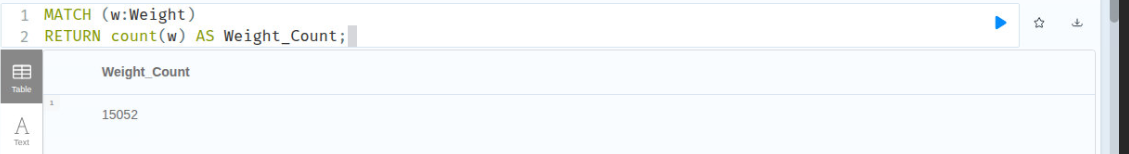 1 MATCH (w:Weight)
2 RETURN count(w) AS Weight_Count;
Table
Weight_Count
1
15052
A
Text